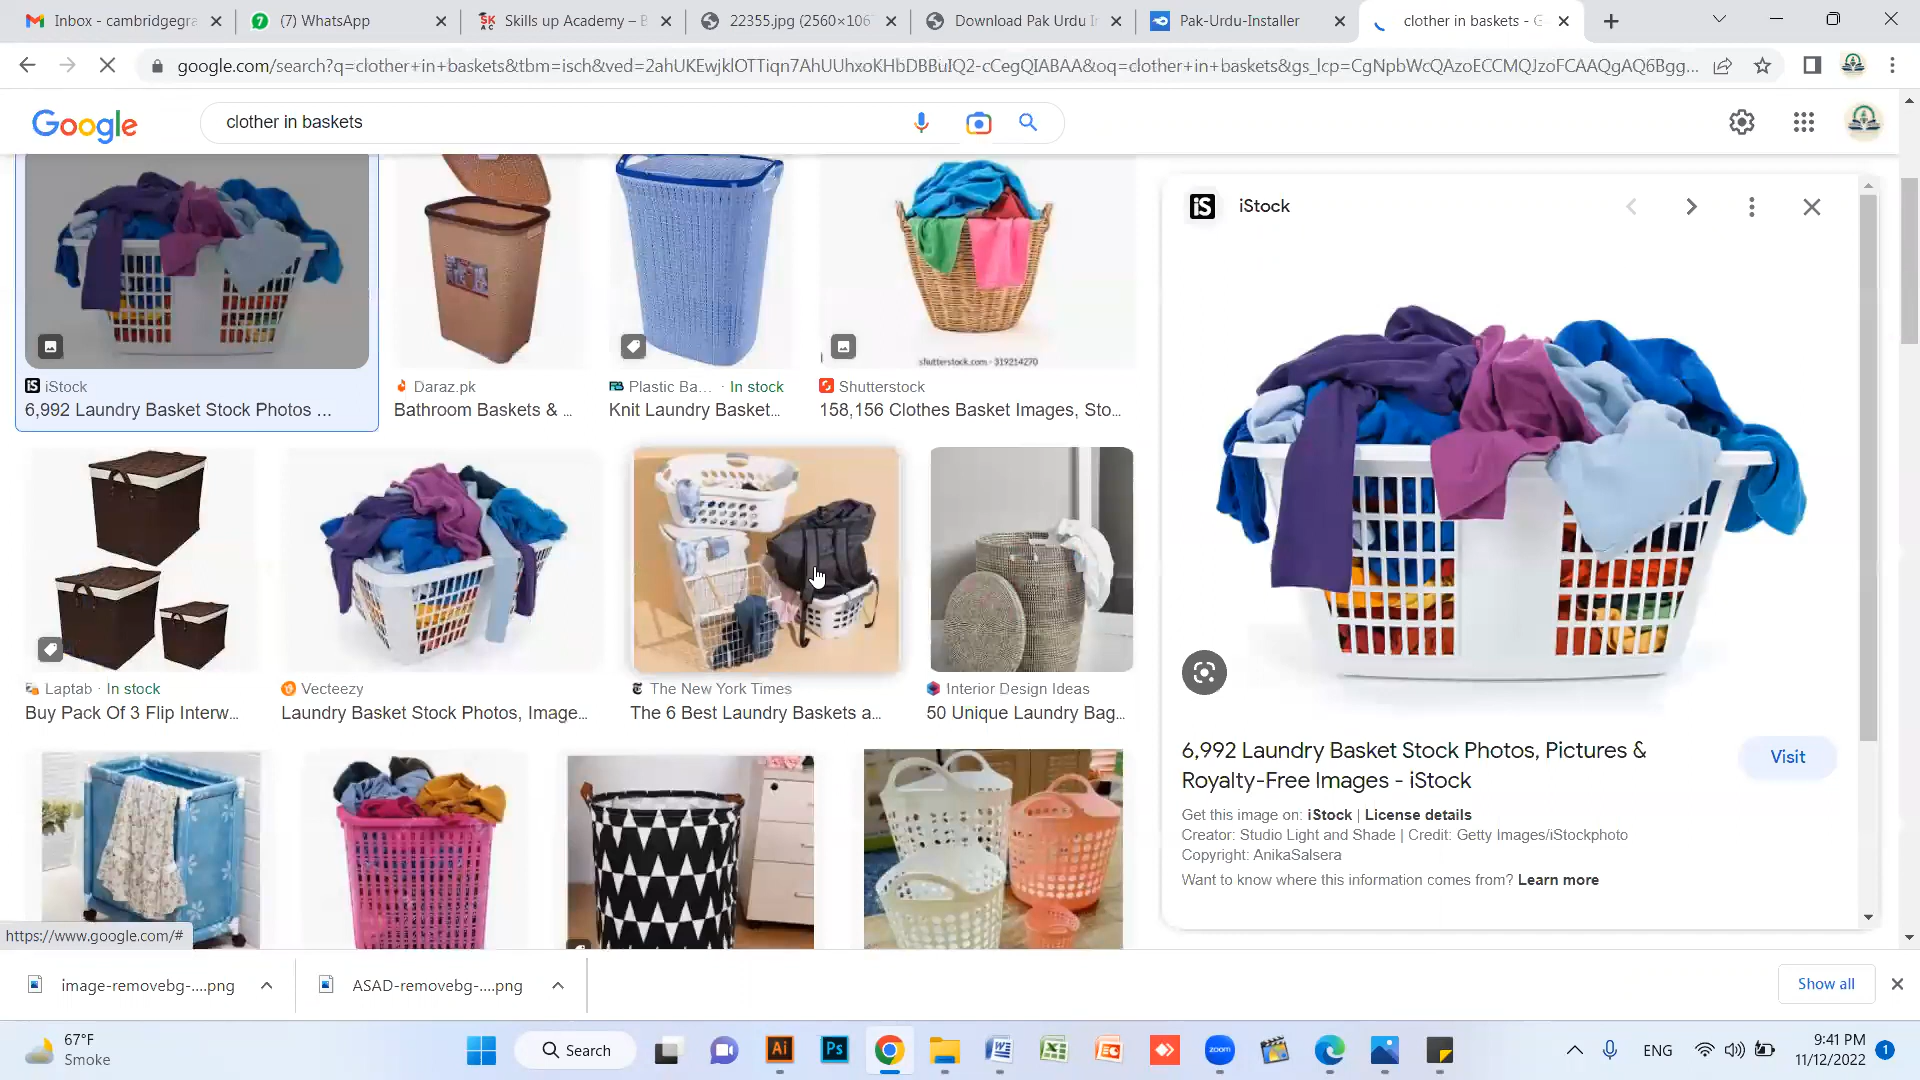 Inbox - cambridgegra
(7) WhatsApp
Skills up Academy – B
22355.jpg (2560×106
Download Pak Urdu I
Pak-Urdu-Installer
clother in baskets - G
google.com/search?q=clother+in+baskets&tbm=isch&ved=2ahUKEwjklOTTiqn7AhUUhxoKHbDBBuIQ2-cCegQIABAA&oq=clother+in+baskets&gs_lcp=CgNpbWcQAzoECCMQJzoFCAAQgAQ6Bgg...
Google
clother in baskets
iStock
6,992 Laundry Basket Stock Photos ...
Daraz.pk
Bathroom Baskets & ...
Plastic Ba... · In stock
Knit Laundry Basket...
shutterstock.com • 319214270
Shutterstock
158,156 Clothes Basket Images, Sto...
Laptab · In stock
Buy Pack Of 3 Flip Interw...
Vecteezy
Laundry Basket Stock Photos, Image...
The New York Times
The 6 Best Laundry Baskets a...
Interior Design Ideas
50 Unique Laundry Bag...
iS iStock
6,992 Laundry Basket Stock Photos, Pictures &
Royalty-Free Images - iStock
Visit
Get this image on: iStock | License details
Creator: Studio Light and Shade | Credit: Getty Images/iStockphoto
Copyright: AnikaSalsera
Want to know where this information comes from? Learn more
https://www.google.com/#
image-removebg-....png
ASAD-removebg-....png
Show all
67°F
Smoke
Search
Ai
Ps
zoom
ENG
9:41 PM
11/12/2022
1